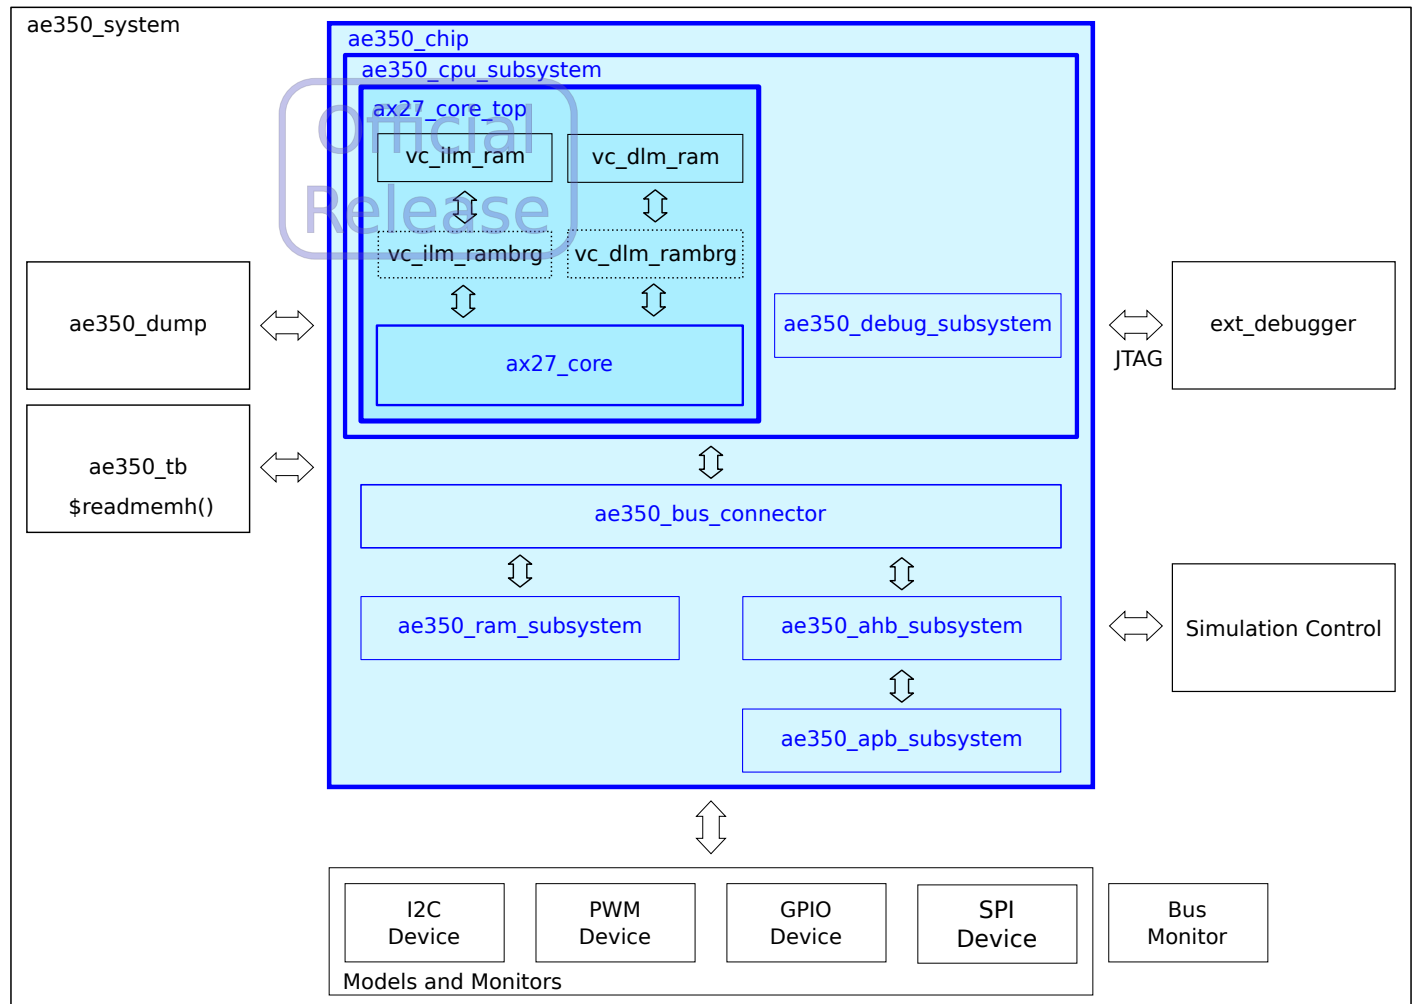 ae350_system
ae350_chip
ae350_cpu_subsystem
ax27_core_top
Official
Release
vc_ilm_ram
vc_dlm_ram
vc_ilm_rambrg
vc_dlm_rambrg
ax27_core
ae350_debug_subsystem
ae350_dump
ext_debugger
JTAG
ae350_tb
$readmemh()
ae350_bus_connector
ae350_ram_subsystem
ae350_ahb_subsystem
Simulation Control
ae350_apb_subsystem
I2C
Device
PWM
Device
GPIO
Device
SPI
Device
Bus
Monitor
Models and Monitors